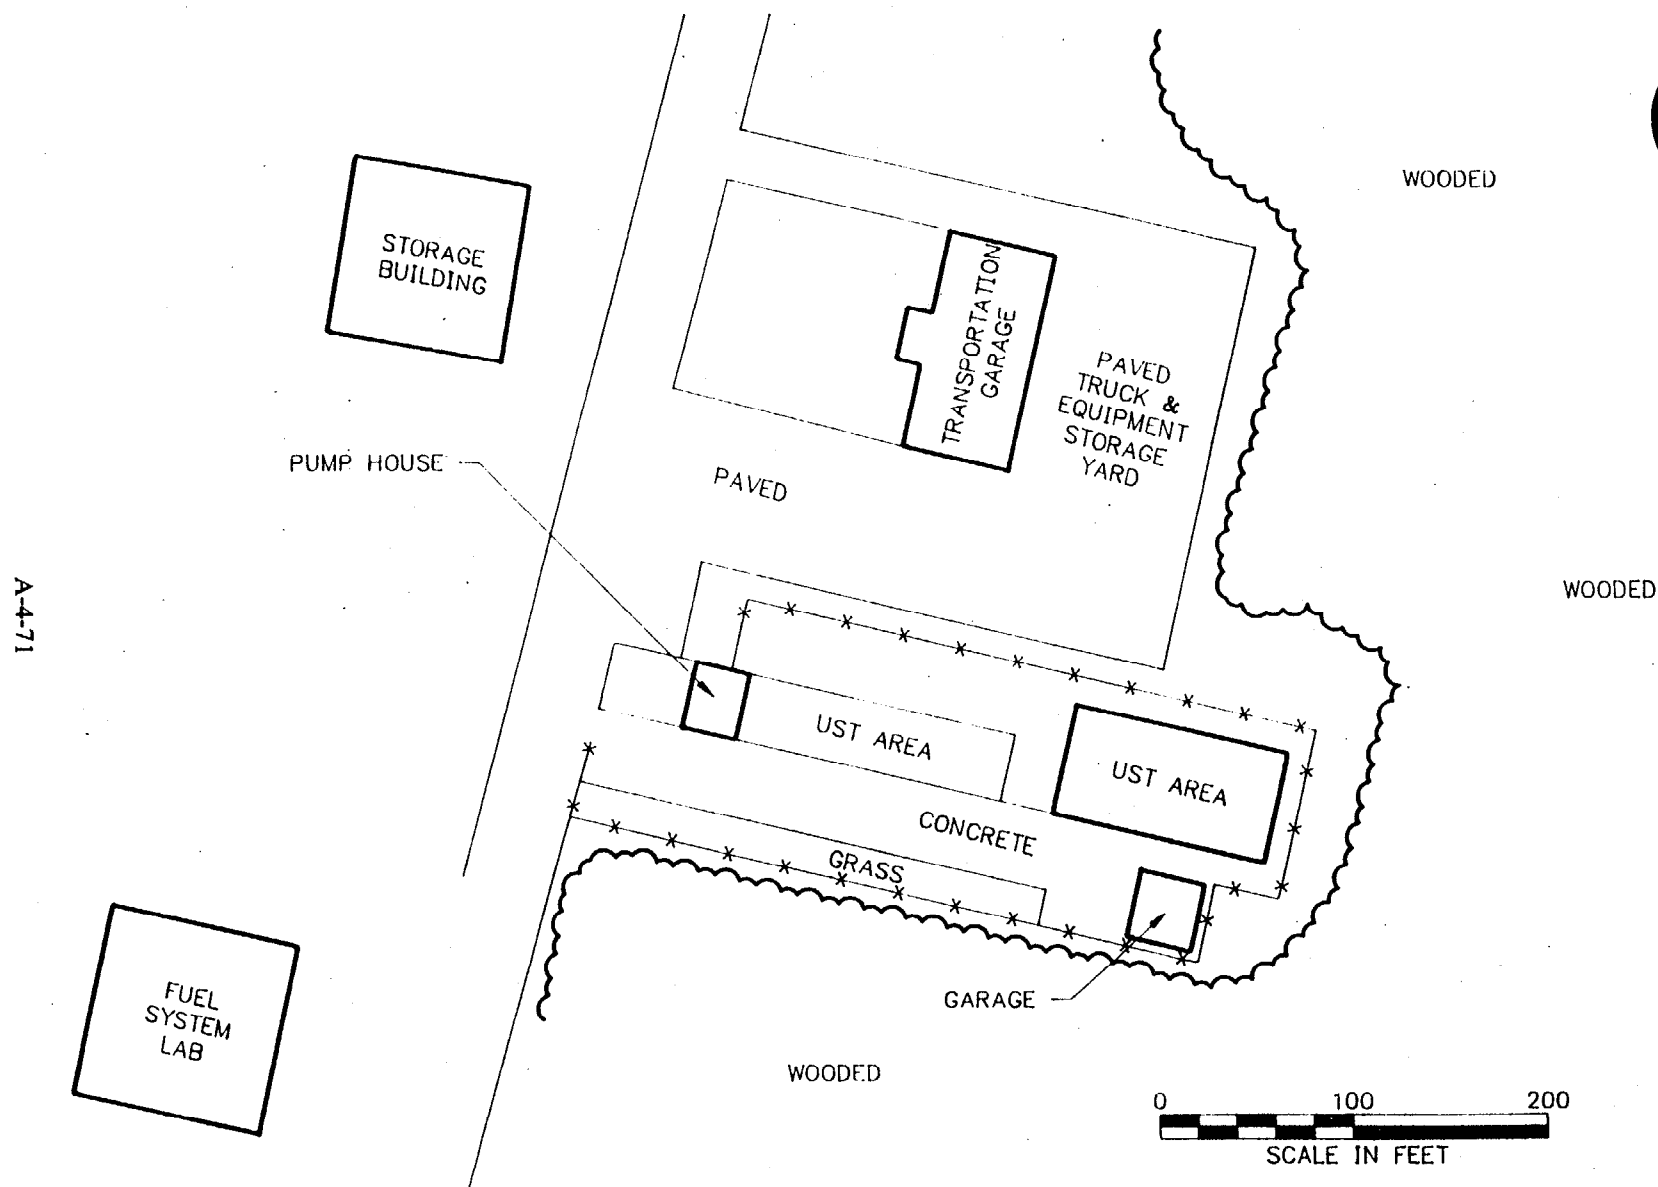 WOODED
STORAGE
BUILDING
TRANSPORTATION
GARAGE
PAVED
TRUCK &
EQUIPMENT
STORAGE
YARD
PUMP HOUSE
PAVED
A-4-71
WOODED
UST AREA
UST AREA
CONCRETE
GRASS
GARAGE
FUEL
SYSTEM
LAB
WOODED
0 100 200
SCALE IN FEET